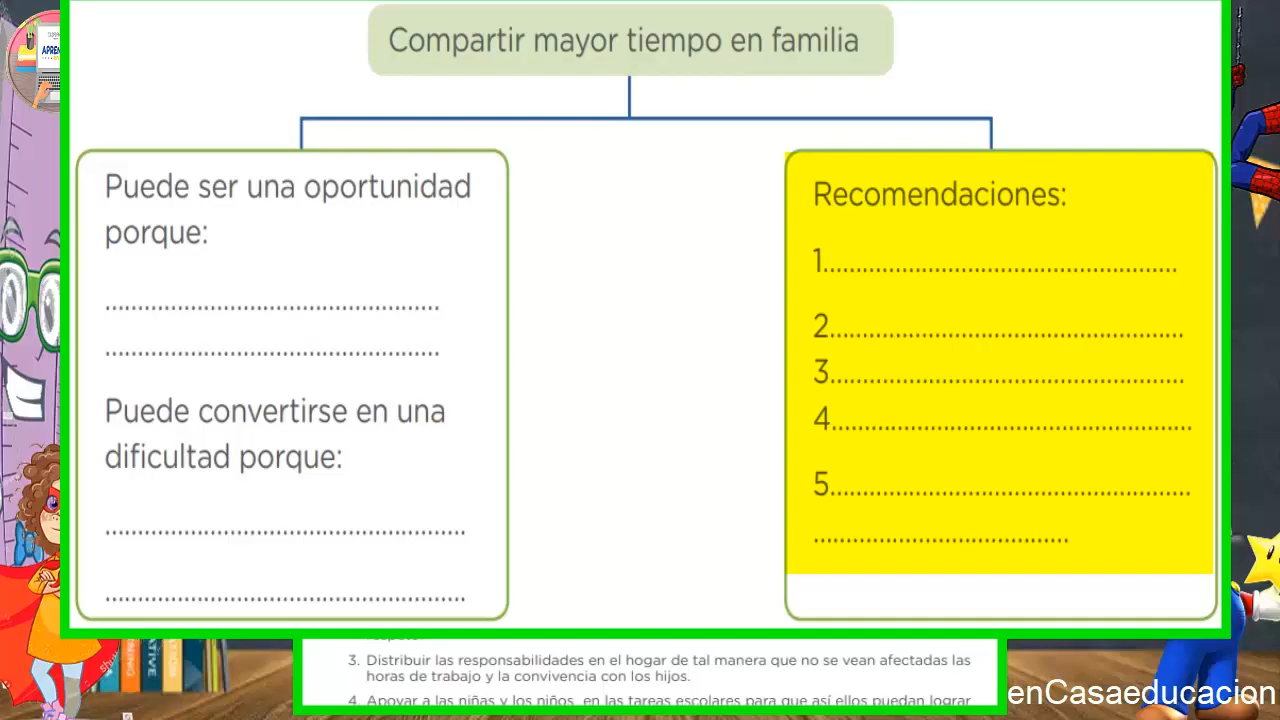 Compartir mayor tiempo en familia
Puede ser una oportunidad
porque:
...................................................
...................................................
Puede convertirse en una
dificultad porque:
.......................................................
.......................................................
Recomendaciones:
1......................................................
2......................................................
3......................................................
4.......................................................
5.......................................................
.......................................
3. Distribuir las responsabilidades en el hogar de tal manera que no se vean afectadas las
horas de trabajo y la convivencia con los hijos.
4. Apoyar a las niñas y los niños en las tareas escolares para que así ellos puedan lograr
enCasaeducacion